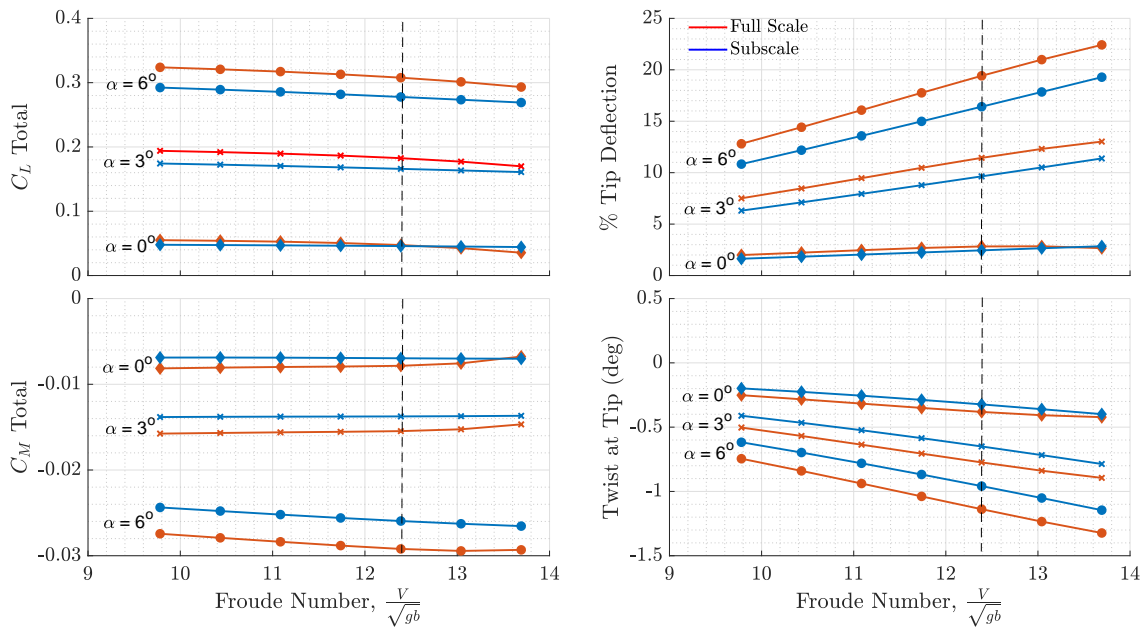 0.4
0.3
0.2
0.1
0
C_L Total
α = 6°
α = 3°
α = 0°
25
20
15
10
5
0
% Tip Deflection
Full Scale
Subscale
α = 6°
α = 3°
α = 0°
0
-0.01
-0.02
-0.03
C_M Total
α = 0°
α = 3°
α = 6°
9 10 11 12 13 14
Froude Number, V/√gb
0.5
0
-0.5
-1
-1.5
Twist at Tip (deg)
α = 0°
α = 3°
α = 6°
9 10 11 12 13 14
Froude Number, V/√gb